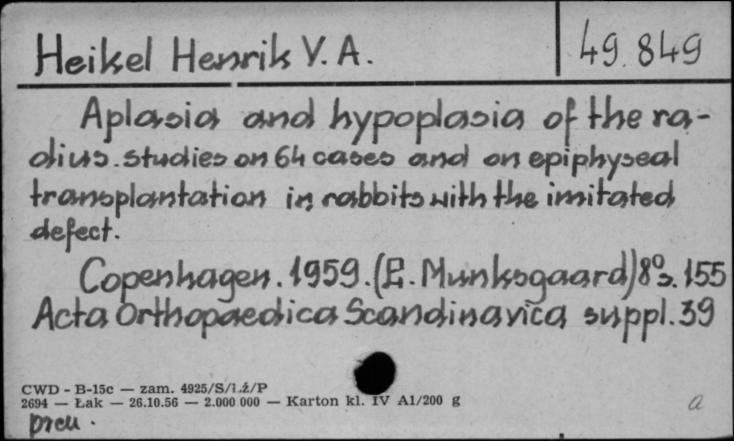 Heikel Henrik V. A.
49.849
Aplasia and hypoplasia of the ra-
dius. studies on 64 cases and on epiphyseal
transplantation in rabbits with the imitated
defect.
Copenhagen. 1959. (E. Munksgaard) 8° s. 155
Acta Orthopaedica Scandinavica suppl. 39
CWD - B-15c — zam. 4925/S/1.ż/P
2694 — Łak — 26.10.56 — 2.000 000 — Karton kl. IV A1/200 g
a